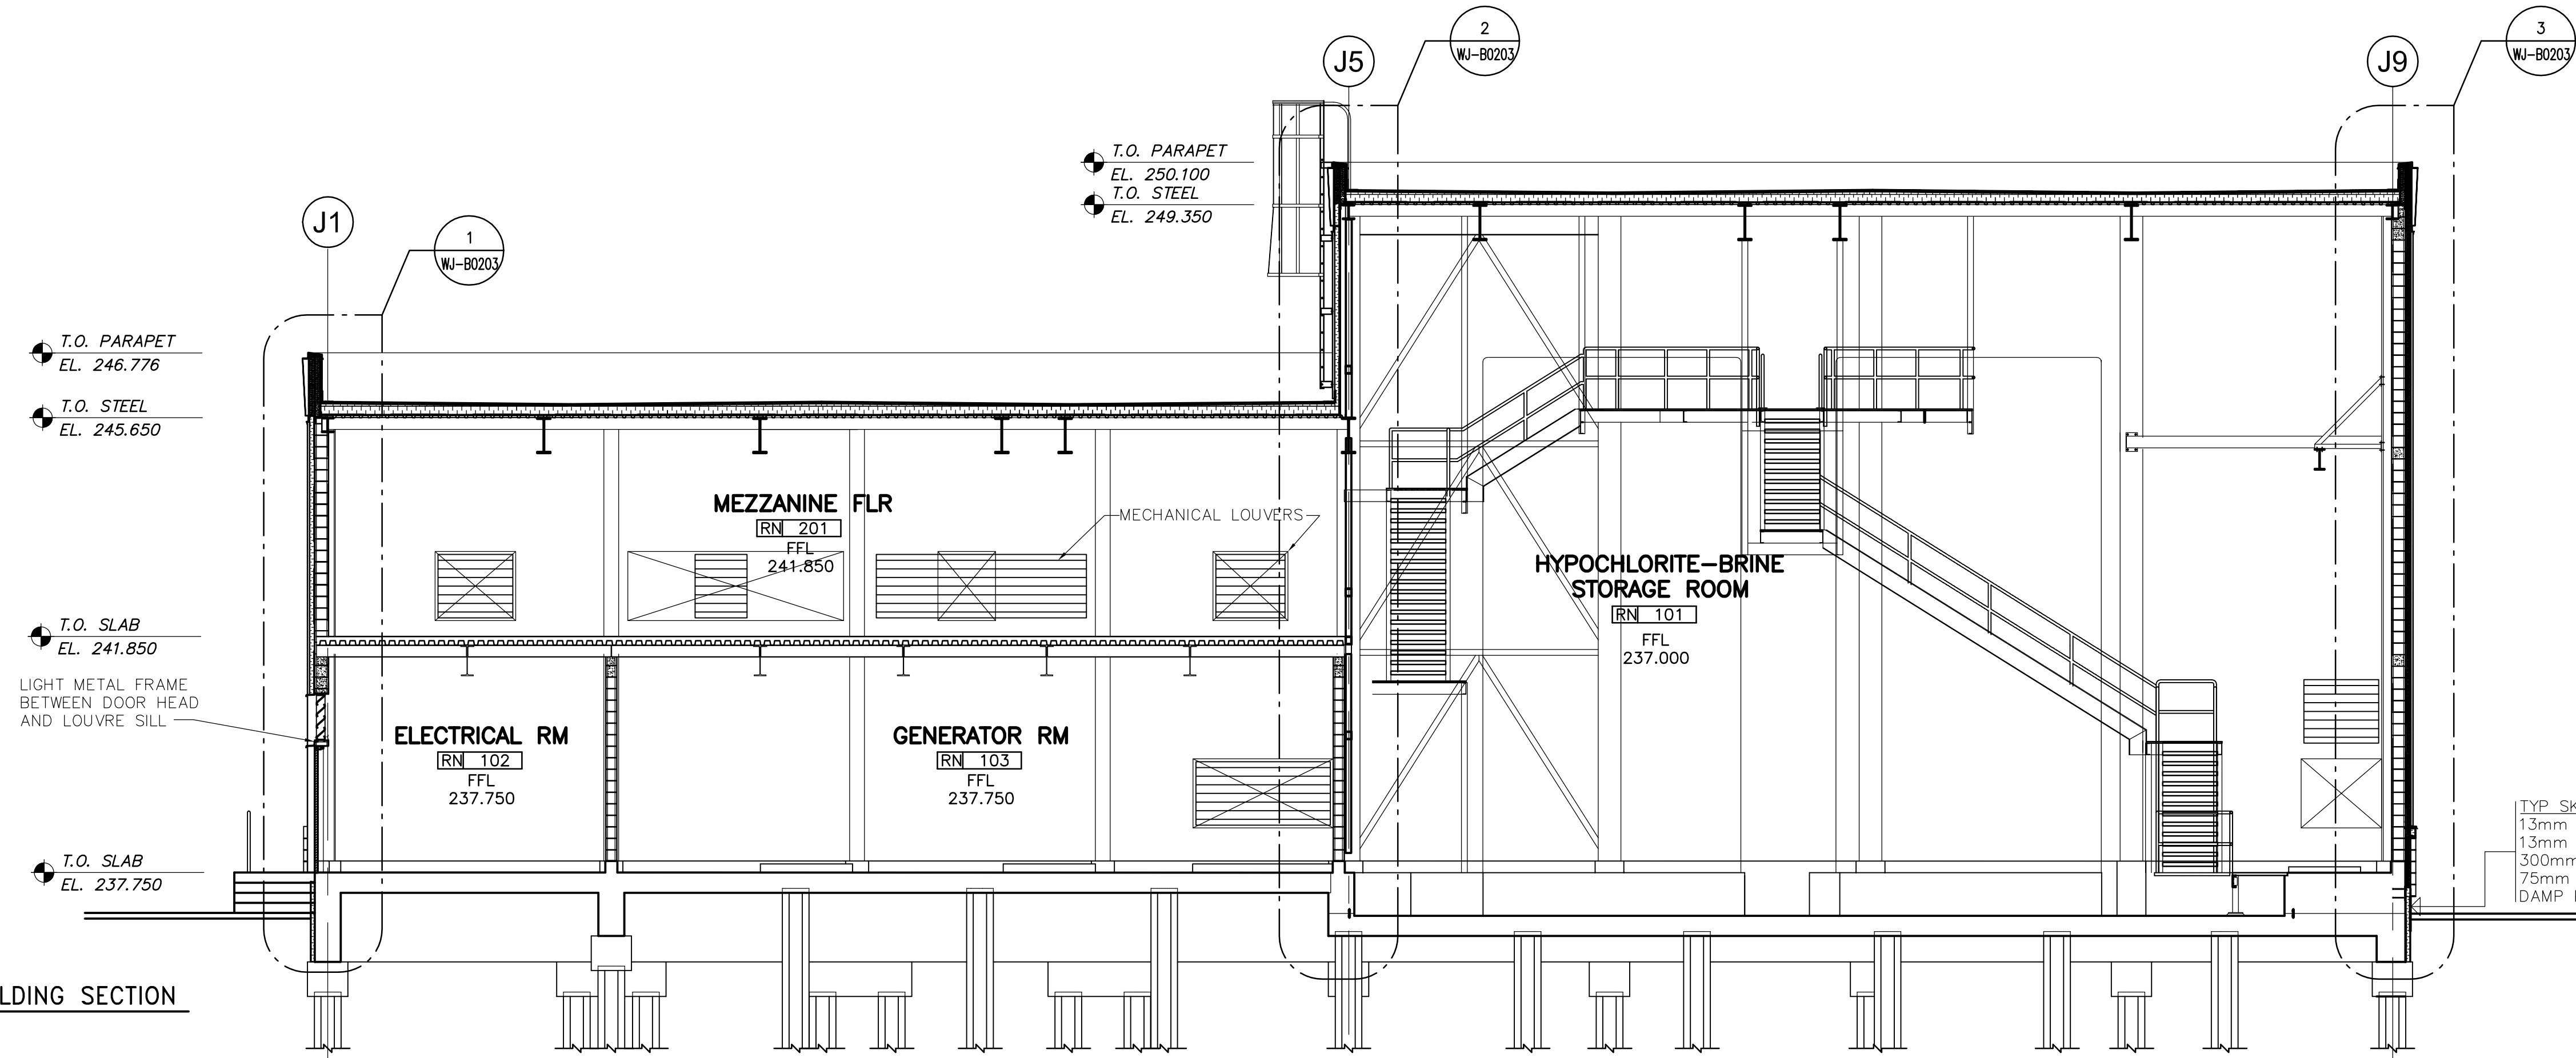 2
WJ-B0203
3
WJ-B0203
J5
J9
T.O. PARAPET
EL. 250.100
T.O. STEEL
EL. 249.350
J1
1
WJ-B0203
T.O. PARAPET
EL. 246.776
T.O. STEEL
EL. 245.650
MEZZANINE FLR
RN 201
FFL
241.850
MECHANICAL LOUVERS
HYPOCHLORITE-BRINE
STORAGE ROOM
RN 101
FFL
237.000
T.O. SLAB
EL. 241.850
LIGHT METAL FRAME
BETWEEN DOOR HEAD
AND LOUVRE SILL
ELECTRICAL RM
RN 102
FFL
237.750
GENERATOR RM
RN 103
FFL
237.750
T.O. SLAB
EL. 237.750
TYP
13mm
13mm
300mm
75mm
DAMP
LDING SECTION